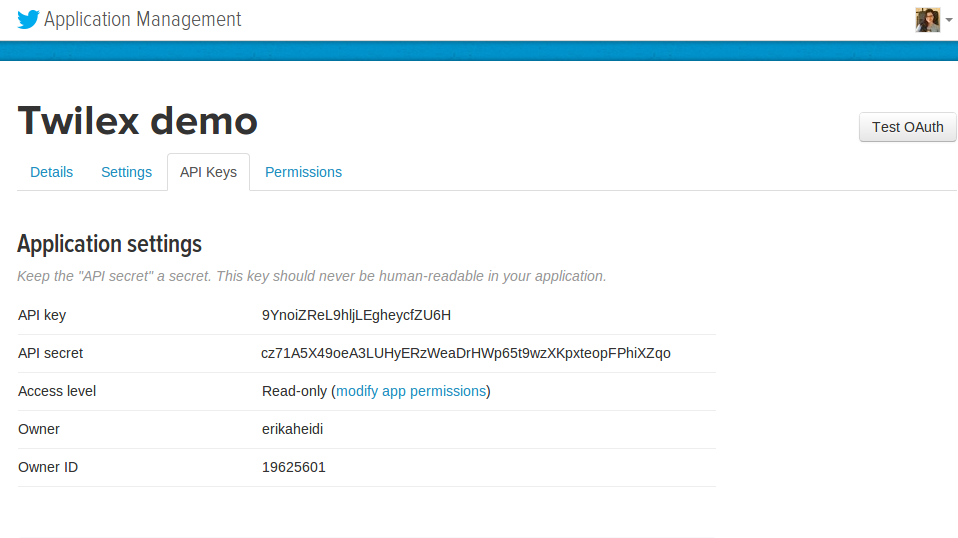 Application Management
Twilex demo
Test OAuth
Details Settings API Keys Permissions
Application settings
Keep the "API secret" a secret. This key should never be human-readable in your application.
API key 9YnoiZReL9hljLEgheycfZU6H
API secret cz71A5X49oeA3LUHyERzWeaDrHWp65t9wzXKpxteopFPhiXZqo
Access level Read-only (modify app permissions)
Owner erikaheidi
Owner ID 19625601